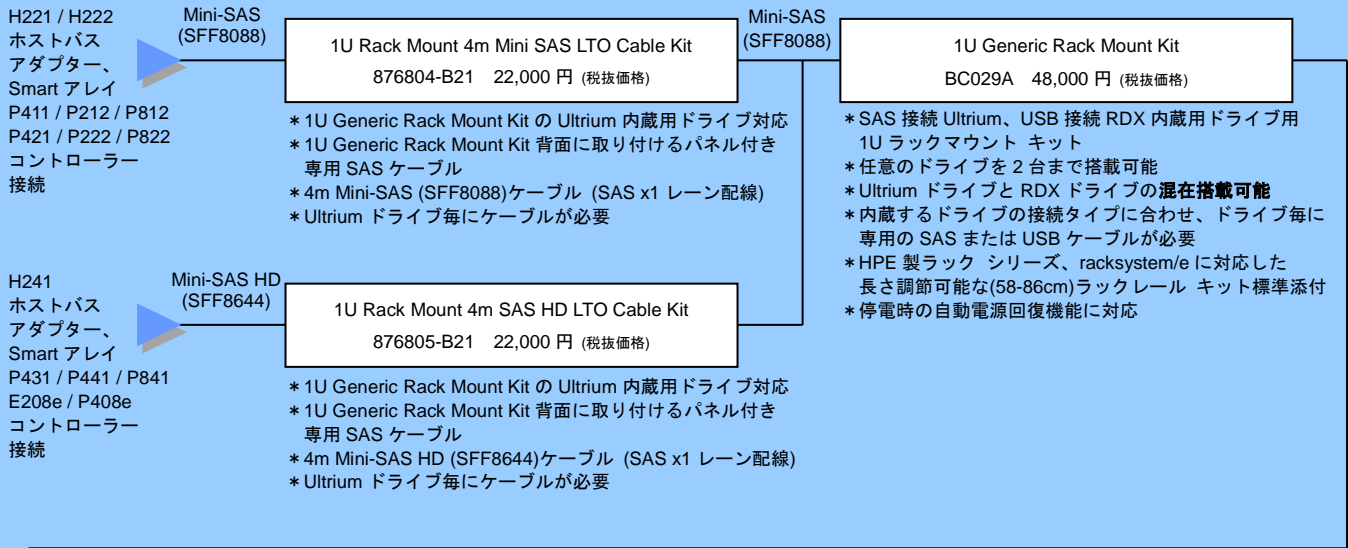 H221 / H222
ホストバス
アダプター、
Smart アレイ
P411 / P212 / P812
P421 / P222 / P822
コントローラー
接続
Mini-SAS
(SFF8088)
1U Rack Mount 4m Mini SAS LTO Cable Kit
876804-B21 22,000 円 (税抜価格)
＊1U Generic Rack Mount Kit の Ultrium 内蔵用ドライブ対応
＊1U Generic Rack Mount Kit 背面に取り付けるパネル付き
専用 SAS ケーブル
＊4m Mini-SAS (SFF8088)ケーブル (SAS x1 レーン配線)
＊Ultrium ドライブ毎にケーブルが必要
Mini-SAS
(SFF8088)
1U Generic Rack Mount Kit
BC029A 48,000 円 (税抜価格)
＊SAS 接続 Ultrium、USB 接続 RDX 内蔵用ドライブ用
1U ラックマウント キット
＊任意のドライブを 2 台まで搭載可能
＊Ultrium ドライブと RDX ドライブの混在搭載可能
＊内蔵するドライブの接続タイプに合わせ、ドライブ毎に
専用の SAS または USB ケーブルが必要
＊HPE 製ラック シリーズ、racksystem/e に対応した
長さ調節可能な(58-86cm)ラックレール キット標準添付
＊停電時の自動電源回復機能に対応
H241
ホストバス
アダプター、
Smart アレイ
P431 / P441 / P841
E208e / P408e
コントローラー
接続
Mini-SAS HD
(SFF8644)
1U Rack Mount 4m SAS HD LTO Cable Kit
876805-B21 22,000 円 (税抜価格)
＊1U Generic Rack Mount Kit の Ultrium 内蔵用ドライブ対応
＊1U Generic Rack Mount Kit 背面に取り付けるパネル付き
専用 SAS ケーブル
＊4m Mini-SAS HD (SFF8644)ケーブル (SAS x1 レーン配線)
＊Ultrium ドライブ毎にケーブルが必要